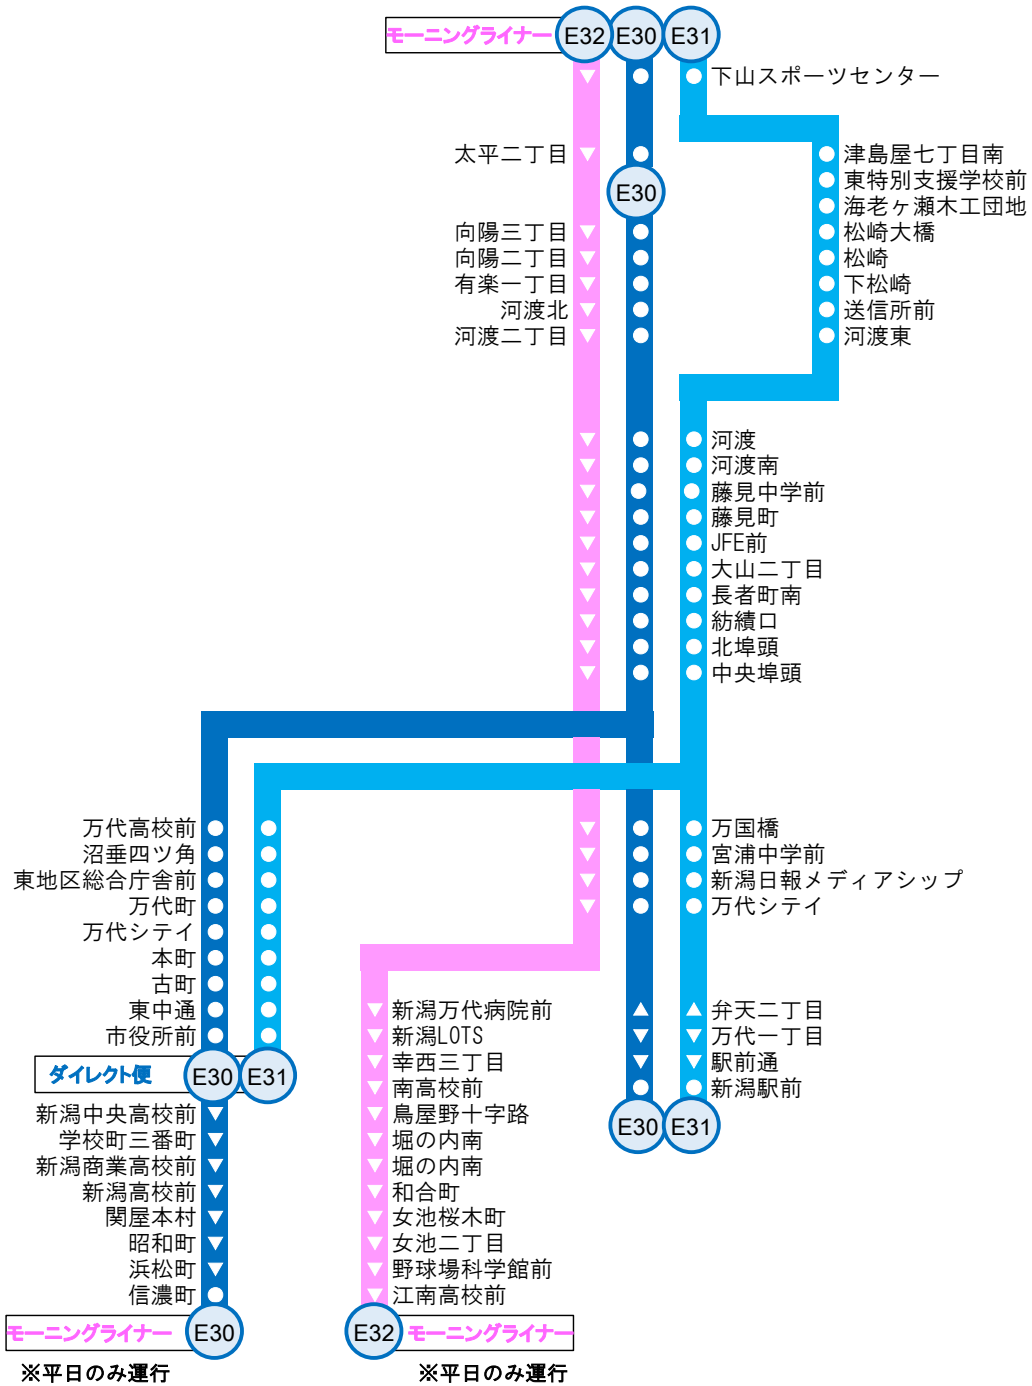 モーニングライナー E32 E30 E31
下山スポーツセンター
太平二丁目
津島屋七丁目南
東特別支援学校前
E30
海老ヶ瀬木工団地
向陽三丁目
松崎大橋
向陽二丁目
松崎
有楽一丁目
下松崎
河渡北
送信所前
河渡二丁目
河渡東
河渡
河渡南
藤見中学前
藤見町
JFE前
大山二丁目
長者町南
紡績口
北埠頭
中央埠頭
万代高校前
沼垂四ツ角
東地区総合庁舎前
万代町
万代シテイ
本町
古町
東中通
市役所前
ダイレクト便 E30 E31
新潟中央高校前
学校町三番町
新潟商業高校前
新潟高校前
関屋本村
昭和町
浜松町
信濃町
モーニングライナー E30
※平日のみ運行
万国橋
宮浦中学前
新潟日報メディアシップ
万代シテイ
弁天二丁目
万代一丁目
駅前通
新潟駅前
E30 E31
新潟万代病院前
新潟LOTS
幸西三丁目
南高校前
鳥屋野十字路
堀の内南
堀の内南
和合町
女池桜木町
女池二丁目
野球場科学館前
江南高校前
E32 モーニングライナー
※平日のみ運行